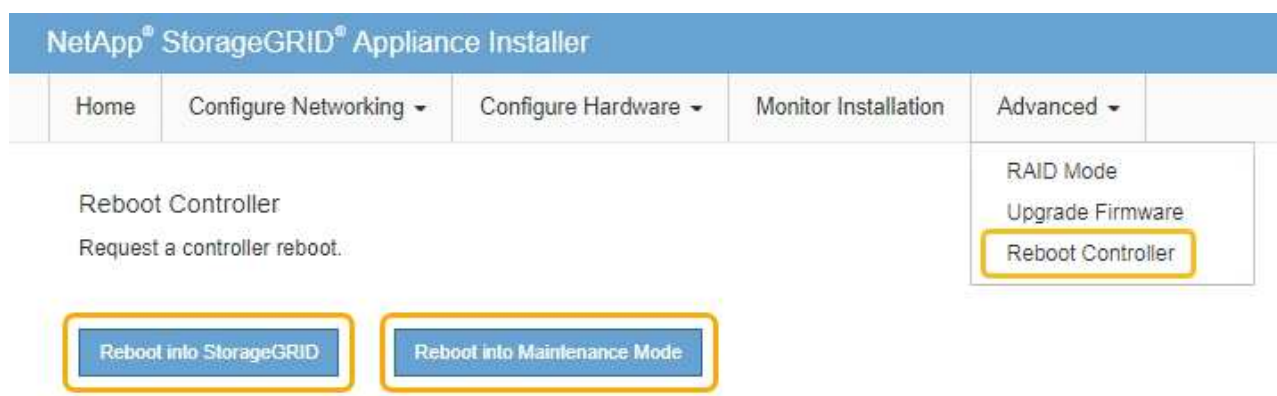 NetApp® StorageGRID® Appliance Installer
Home Configure Networking Configure Hardware Monitor Installation Advanced
RAID Mode
Upgrade Firmware
Reboot Controller
Reboot Controller
Request a controller reboot.
Reboot into StorageGRID Reboot into Maintenance Mode